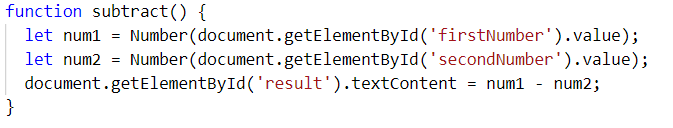 function subtract() {
  let num1 = Number(document.getElementById('firstNumber').value);
  let num2 = Number(document.getElementById('secondNumber').value);
  document.getElementById('result').textContent = num1 - num2;
}